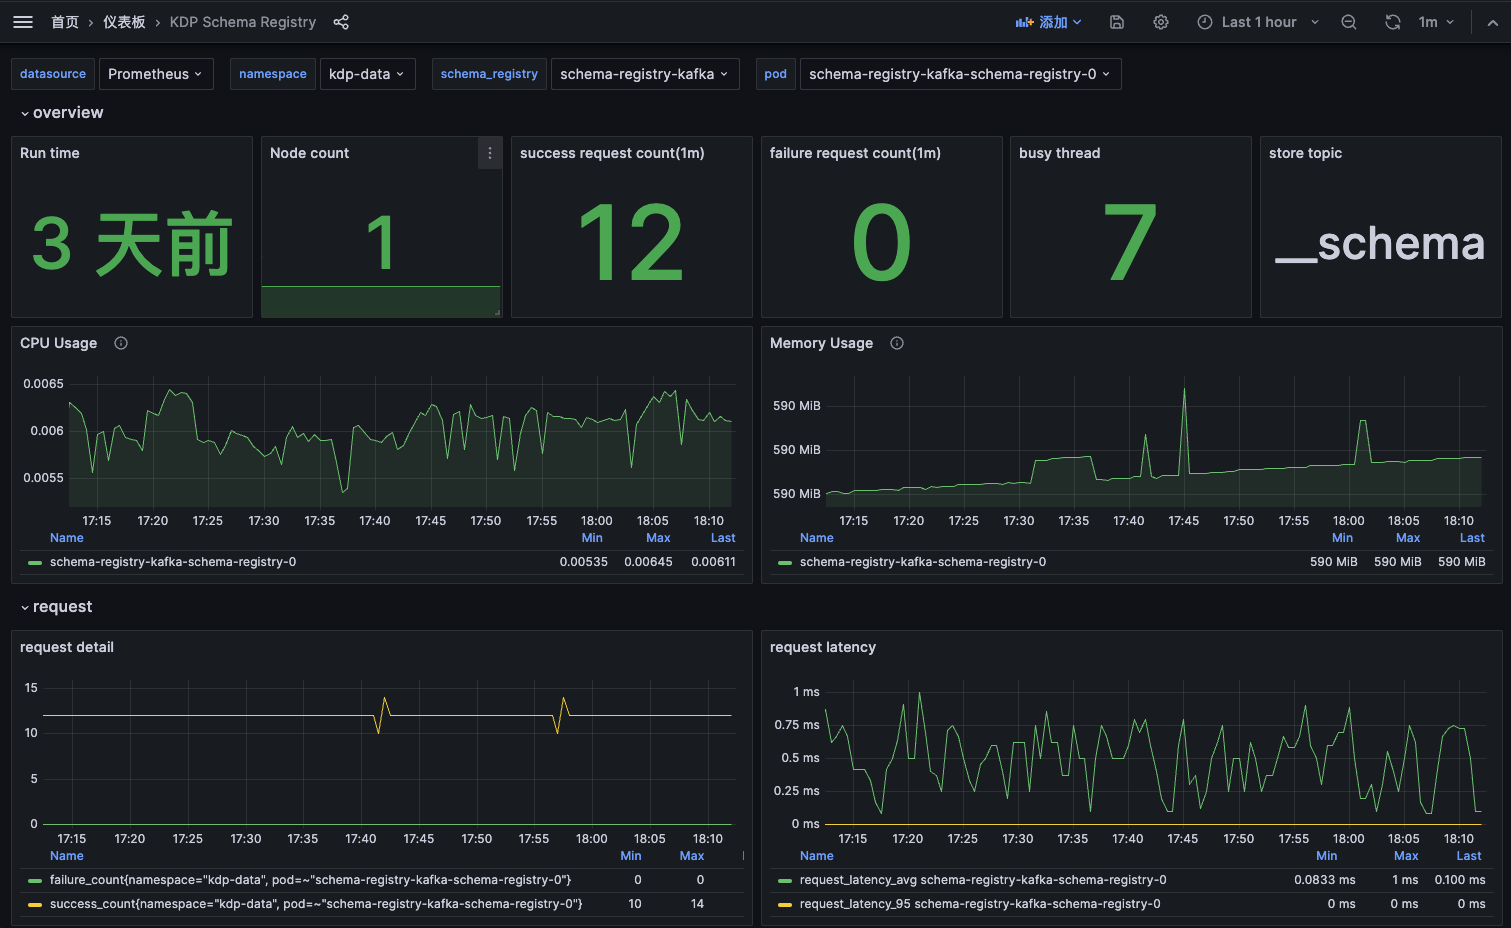 首页 › 仪表板 › KDP Schema Registry 添加 Last 1 hour 1m
datasource Prometheus namespace kdp-data schema_registry schema-registry-kafka pod schema-registry-kafka-schema-registry-0
overview
Run time Node count success request count(1m) failure request count(1m) busy thread store topic
3 天前 1 12 0 7 __schema
CPU Usage
0.0065
0.006
0.0055
17:15 17:20 17:25 17:30 17:35 17:40 17:45 17:50 17:55 18:00 18:05 18:10
Name Min Max Last
schema-registry-kafka-schema-registry-0 0.00535 0.00645 0.00611
Memory Usage
590 MiB
590 MiB
590 MiB
17:15 17:20 17:25 17:30 17:35 17:40 17:45 17:50 17:55 18:00 18:05 18:10
Name Min Max Last
schema-registry-kafka-schema-registry-0 590 MiB 590 MiB 590 MiB
request
request detail
15
10
5
0
17:15 17:20 17:25 17:30 17:35 17:40 17:45 17:50 17:55 18:00 18:05 18:10
Name Min Max
failure_count{namespace="kdp-data", pod=~"schema-registry-kafka-schema-registry-0"} 0 0
success_count{namespace="kdp-data", pod=~"schema-registry-kafka-schema-registry-0"} 10 14
request latency
1 ms
0.75 ms
0.5 ms
0.25 ms
0 ms
17:15 17:20 17:25 17:30 17:35 17:40 17:45 17:50 17:55 18:00 18:05 18:10
Name Min Max Last
request_latency_avg schema-registry-kafka-schema-registry-0 0.0833 ms 1 ms 0.100 ms
request_latency_95 schema-registry-kafka-schema-registry-0 0 ms 0 ms 0 ms